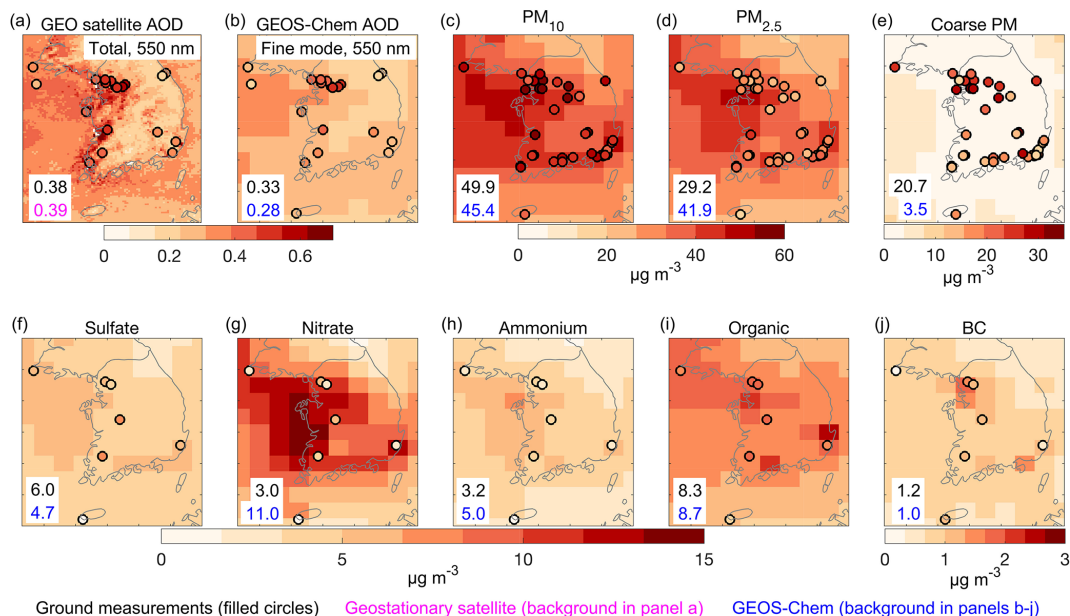 (a) GEO satellite AOD
(b) GEOS-Chem AOD
(c) PM10
(d) PM2.5
(e) Coarse PM
Total, 550 nm
Fine mode, 550 nm
0.38
0.39
0.33
0.28
49.9
45.4
29.2
41.9
20.7
3.5
0 0.2 0.4 0.6
0 20 40 60
µg m-3
0 10 20 30
µg m-3
(f) Sulfate
(g) Nitrate
(h) Ammonium
(i) Organic
(j) BC
6.0
4.7
3.0
11.0
3.2
5.0
8.3
8.7
1.2
1.0
0 5 10 15
µg m-3
0 1 2 3
µg m-3
Ground measurements (filled circles) Geostationary satellite (background in panel a) GEOS-Chem (background in panels b-j)